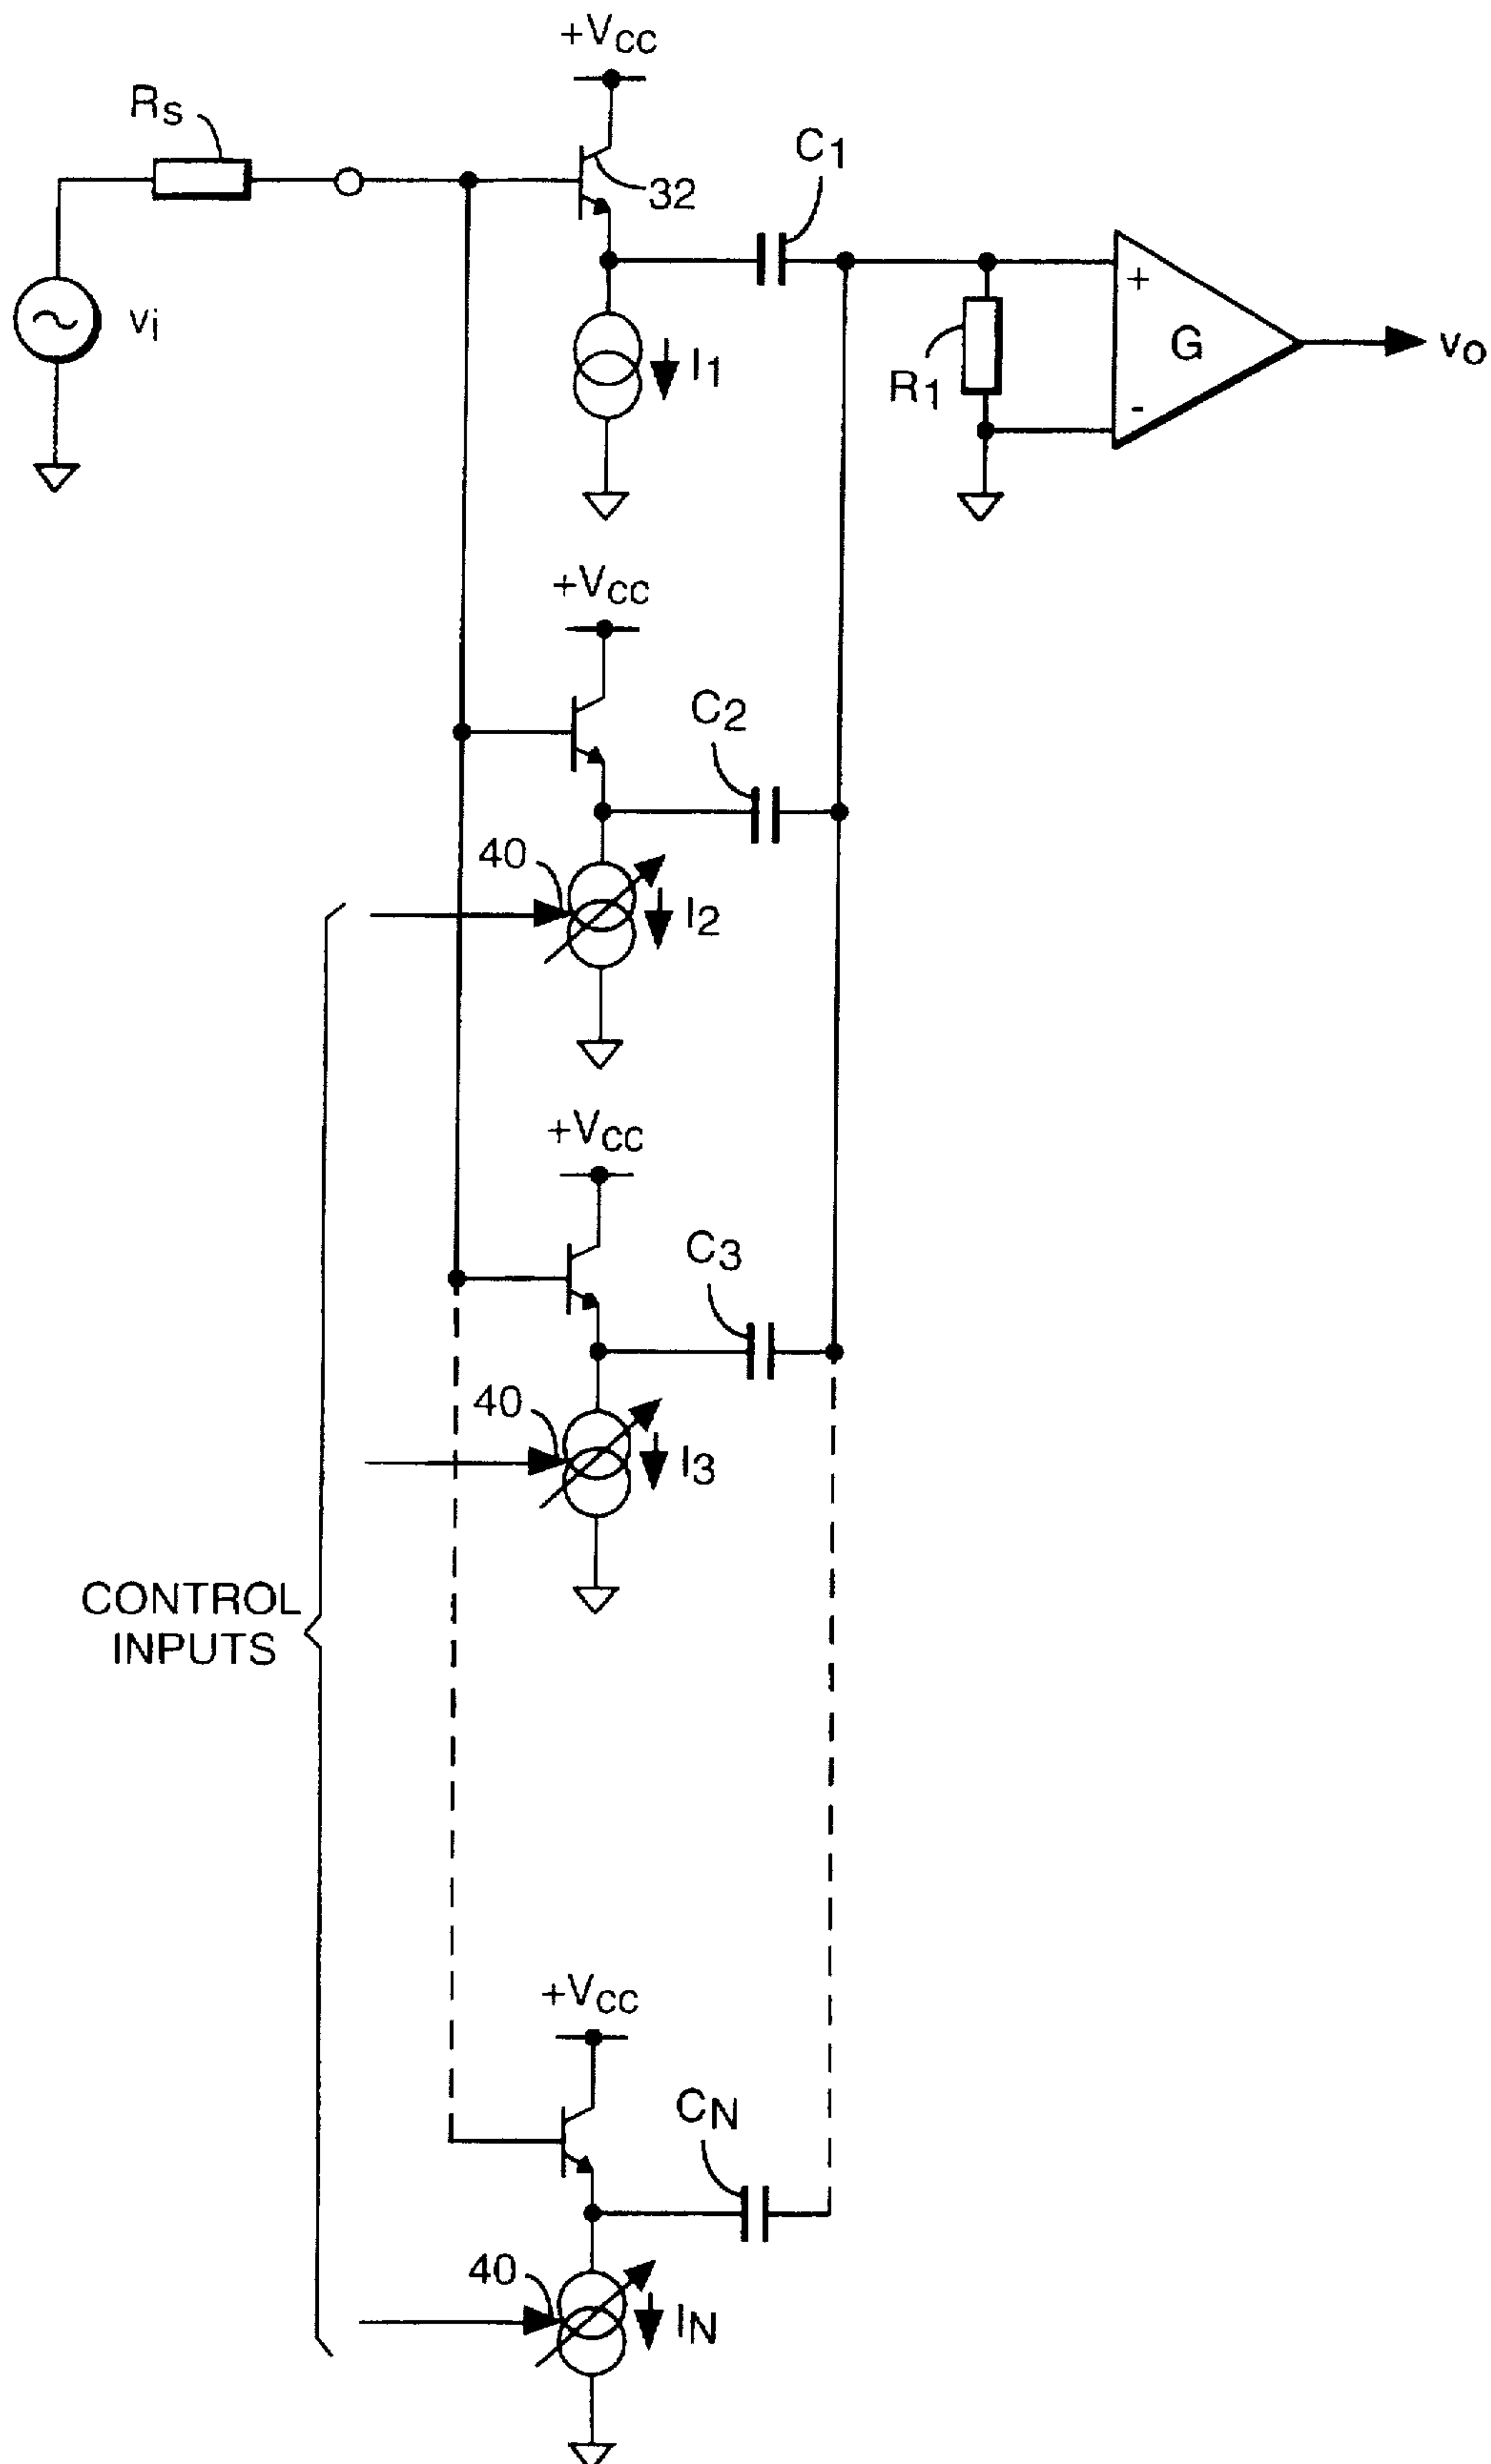 +VCC
RS
32
C1
vi
I1
+
G
-
R1
vo
+VCC
C2
40
I2
+VCC
C3
40
I3
CONTROL
INPUTS
+VCC
CN
40
IN